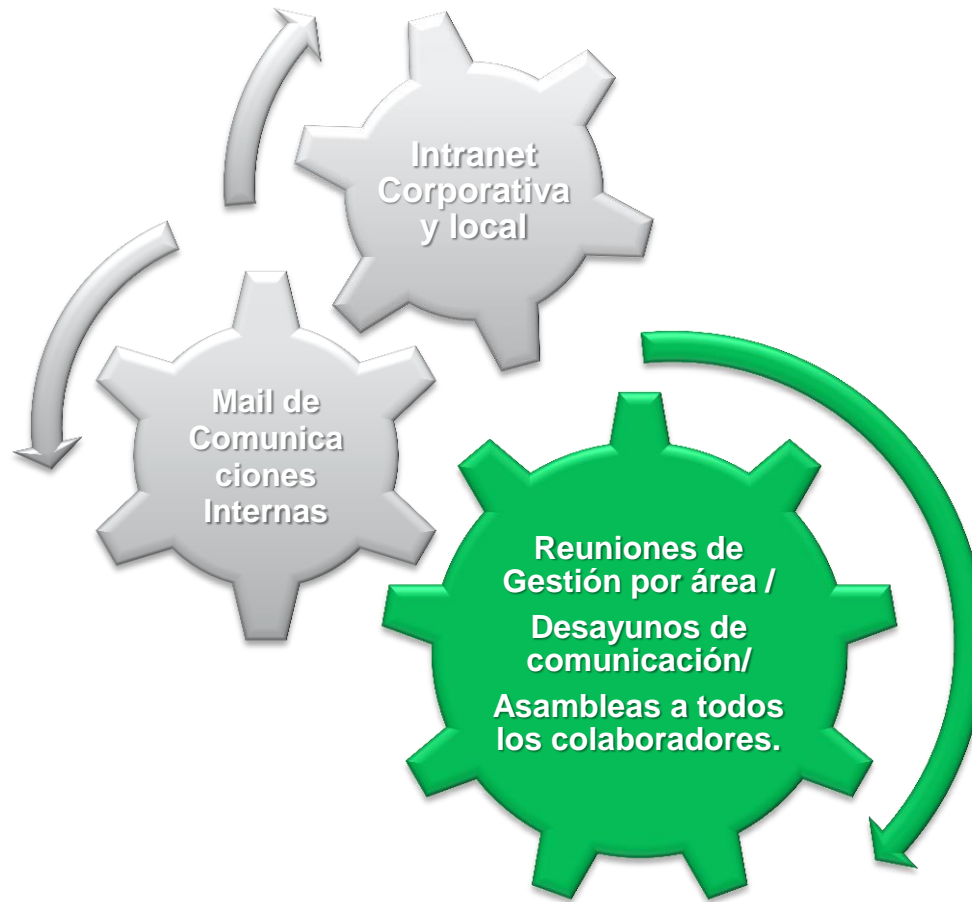 Intranet
Corporativa
y local
Mail de
Comunica
ciones
Internas
Reuniones de
Gestión por área /
Desayunos de
comunicación/
Asambleas a todos
los colaboradores.